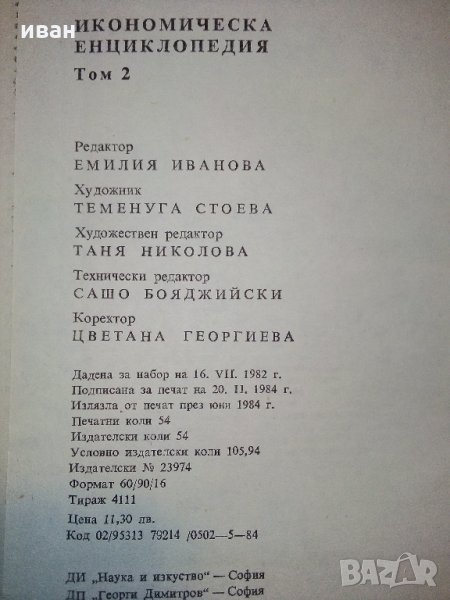 иван
ИКОНОМИЧЕСКА
ЕНЦИКЛОПЕДИЯ
Том 2
Редактор
ЕМИЛИЯ ИВАНОВА
Художник
ТЕМЕНУГА СТОЕВА
Художествен редактор
ТАНЯ НИКОЛОВА
Технически редактор
САШО БОЯДЖИЙСКИ
Коректор
ЦВЕТАНА ГЕОРГИЕВА
Дадена за набор на 16. VII. 1982 г.
Подписана за печат на 20. II. 1984 г.
Излязла от печат през юни 1984 г.
Печатни коли 54
Издателски коли 54
Условно издателски коли 105,94
Издателски № 23974
Формат 60/90/16
Тираж 4111
Цена 11,30 лв.
Код 02/95313 79214 /0502—5—84
ДИ „Наука и изкуство" — София
ДП „Георги Димитров" — София
BAZAR